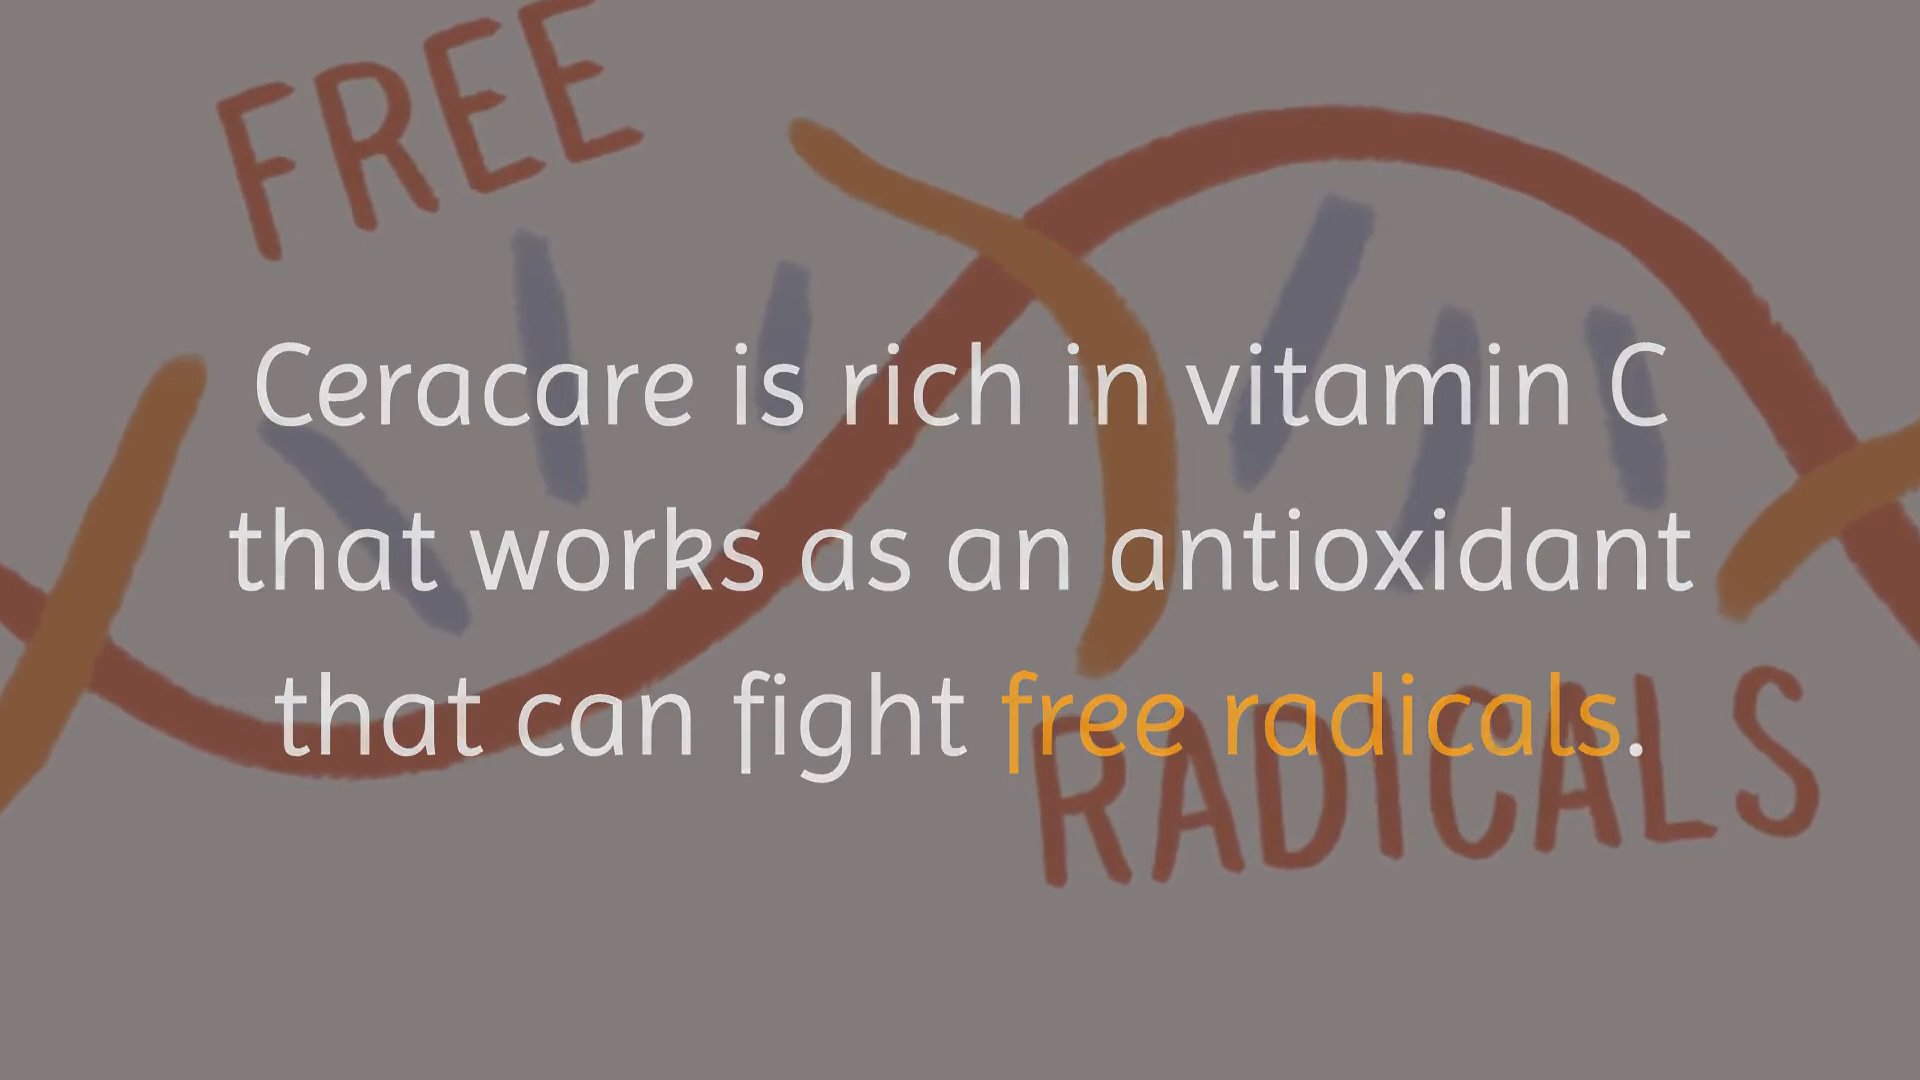 FREE
Ceracare is rich in vitamin C
that works as an antioxidant
that can fight free radicals.
RADICALS